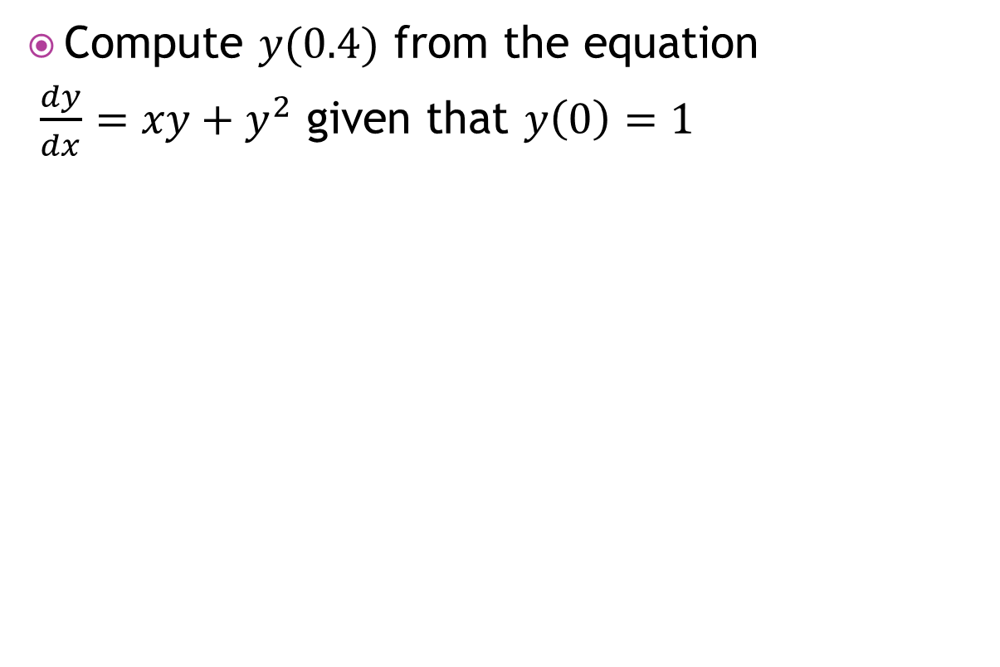 Compute y(0.4) from the equation
dy/dx = xy + y² given that y(0) = 1